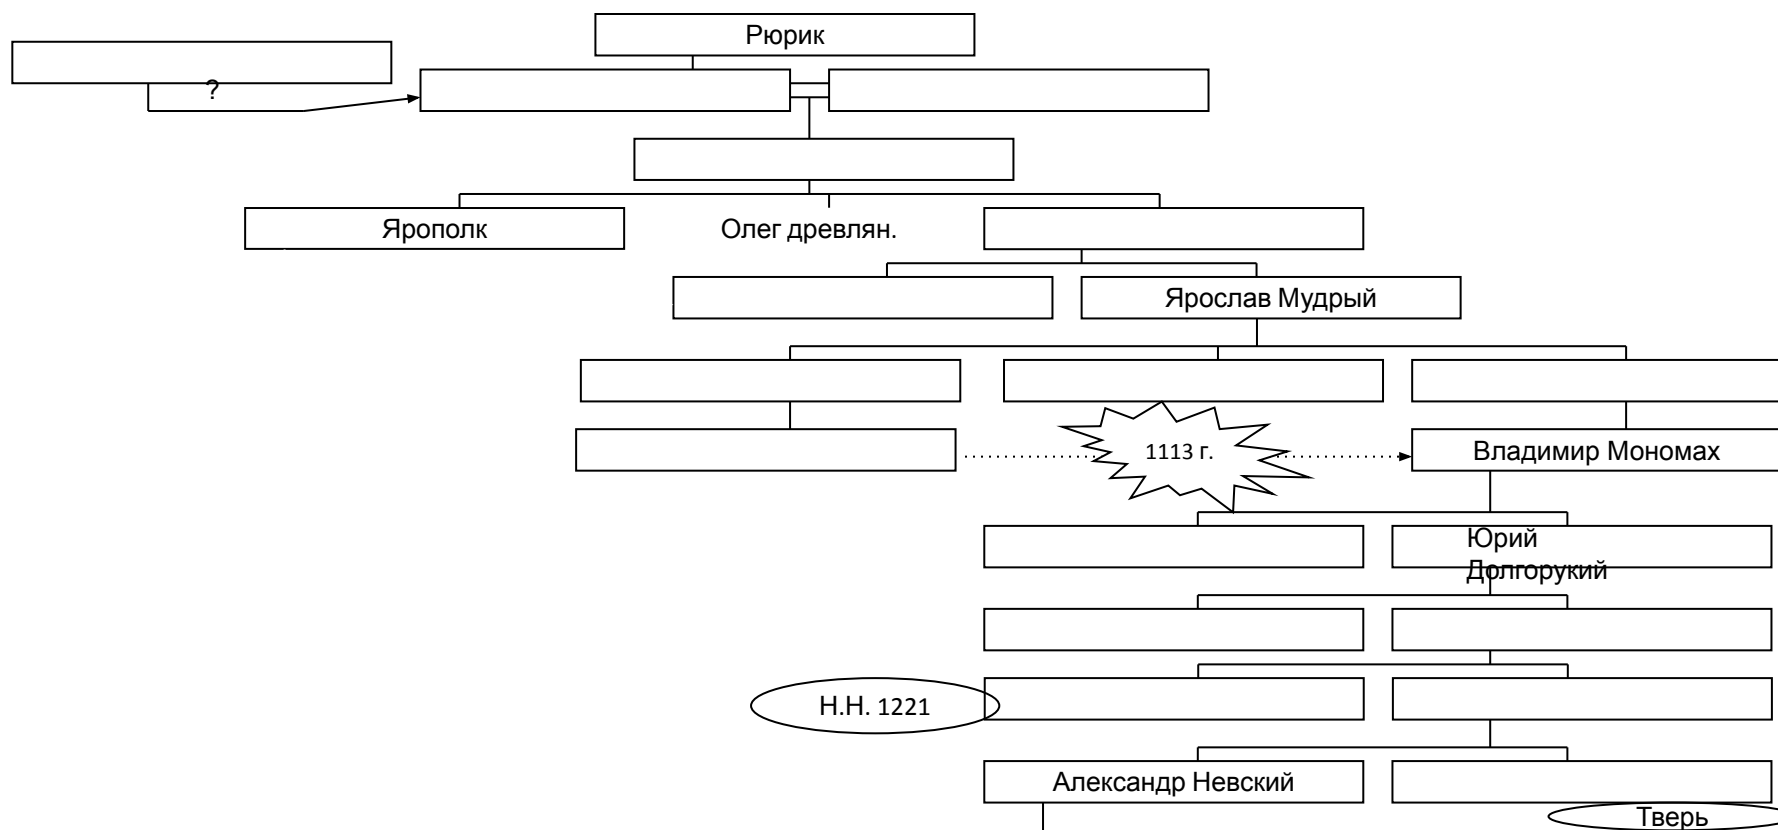 Рюрик
?
Ярополк
Олег древлян.
Ярослав Мудрый
1113 г.
Владимир Мономах
Юрий
Долгорукий
Н.Н. 1221
Александр Невский
Тверь